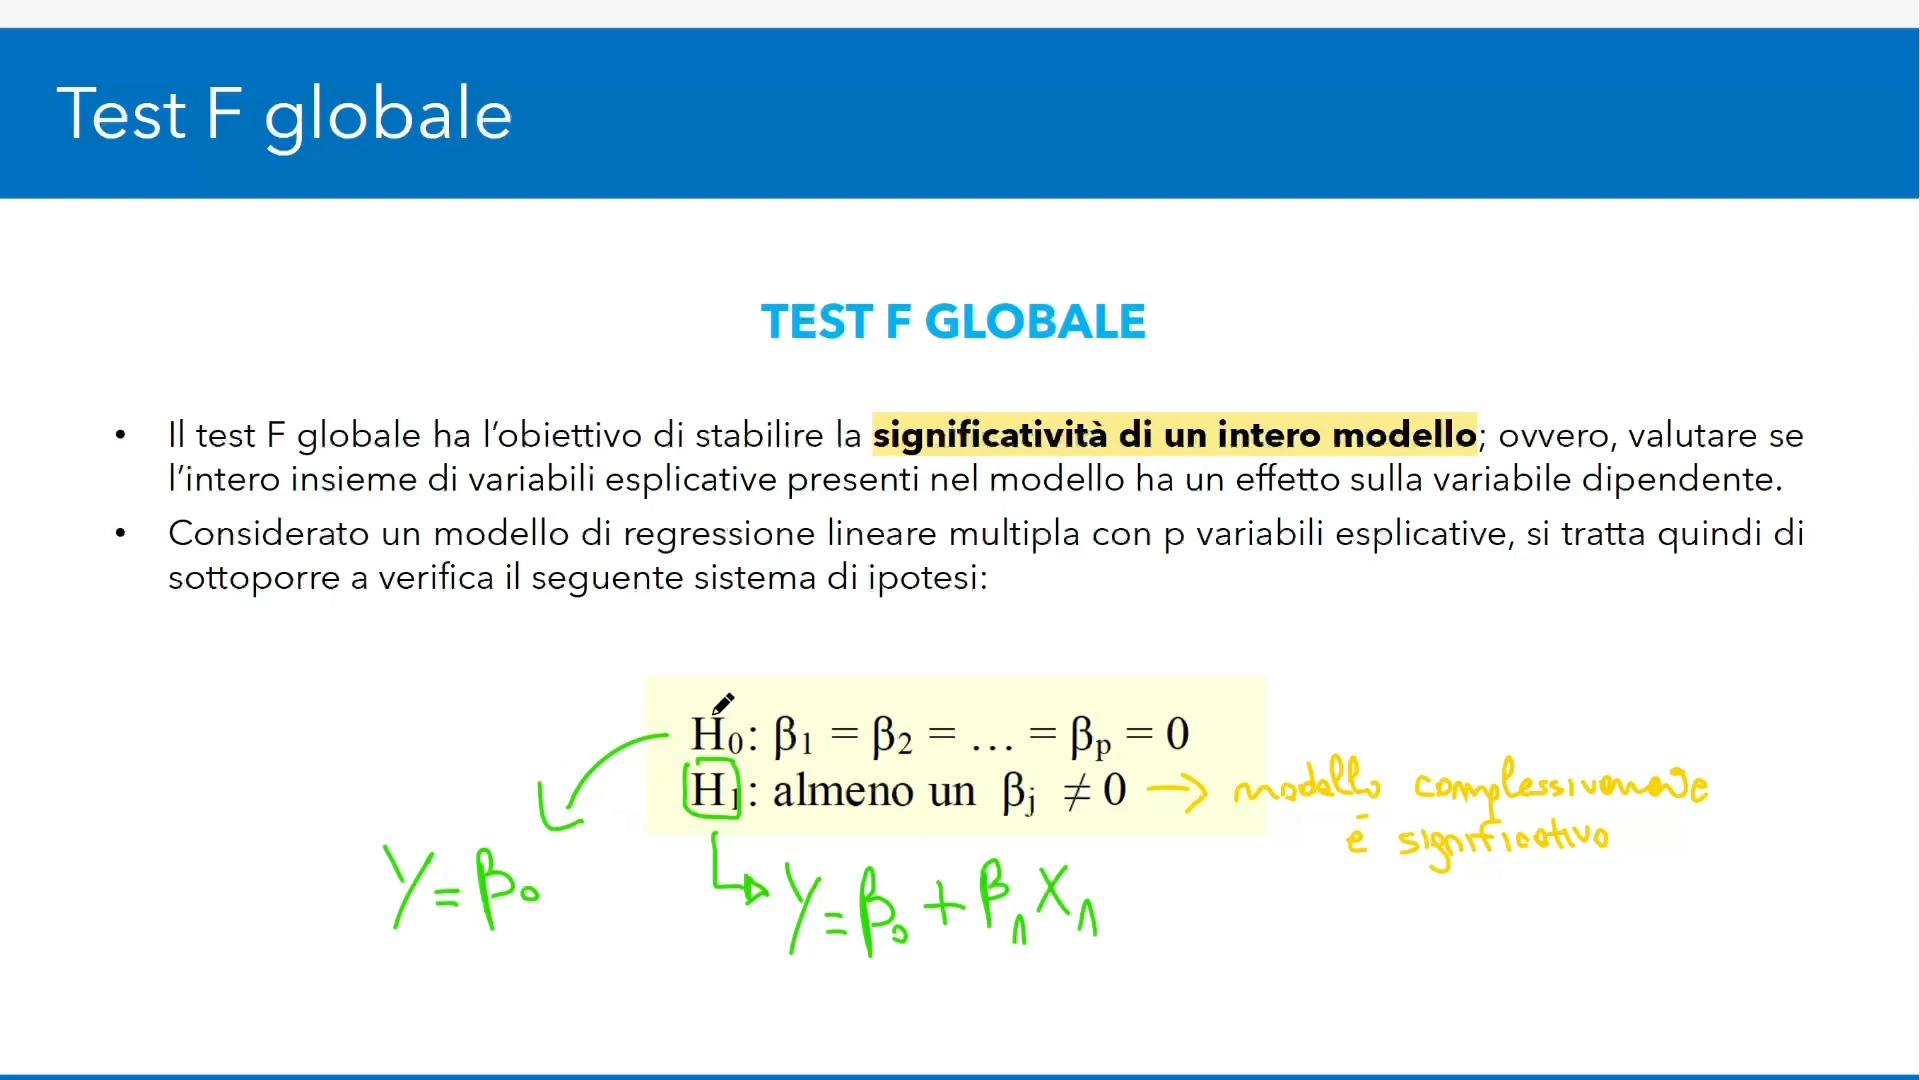 Test F globale
TEST F GLOBALE
• Il test F globale ha l’obiettivo di stabilire la significatività di un intero modello; ovvero, valutare se
l’intero insieme di variabili esplicative presenti nel modello ha un effetto sulla variabile dipendente.
• Considerato un modello di regressione lineare multipla con p variabili esplicative, si tratta quindi di
sottoporre a verifica il seguente sistema di ipotesi:
H₀: β₁ = β₂ = … = βₚ = 0
H₁: almeno un βⱼ ≠ 0 → modello complessivamente
è significativo
Y = β₀
Y = β₀ + β₁ X₁